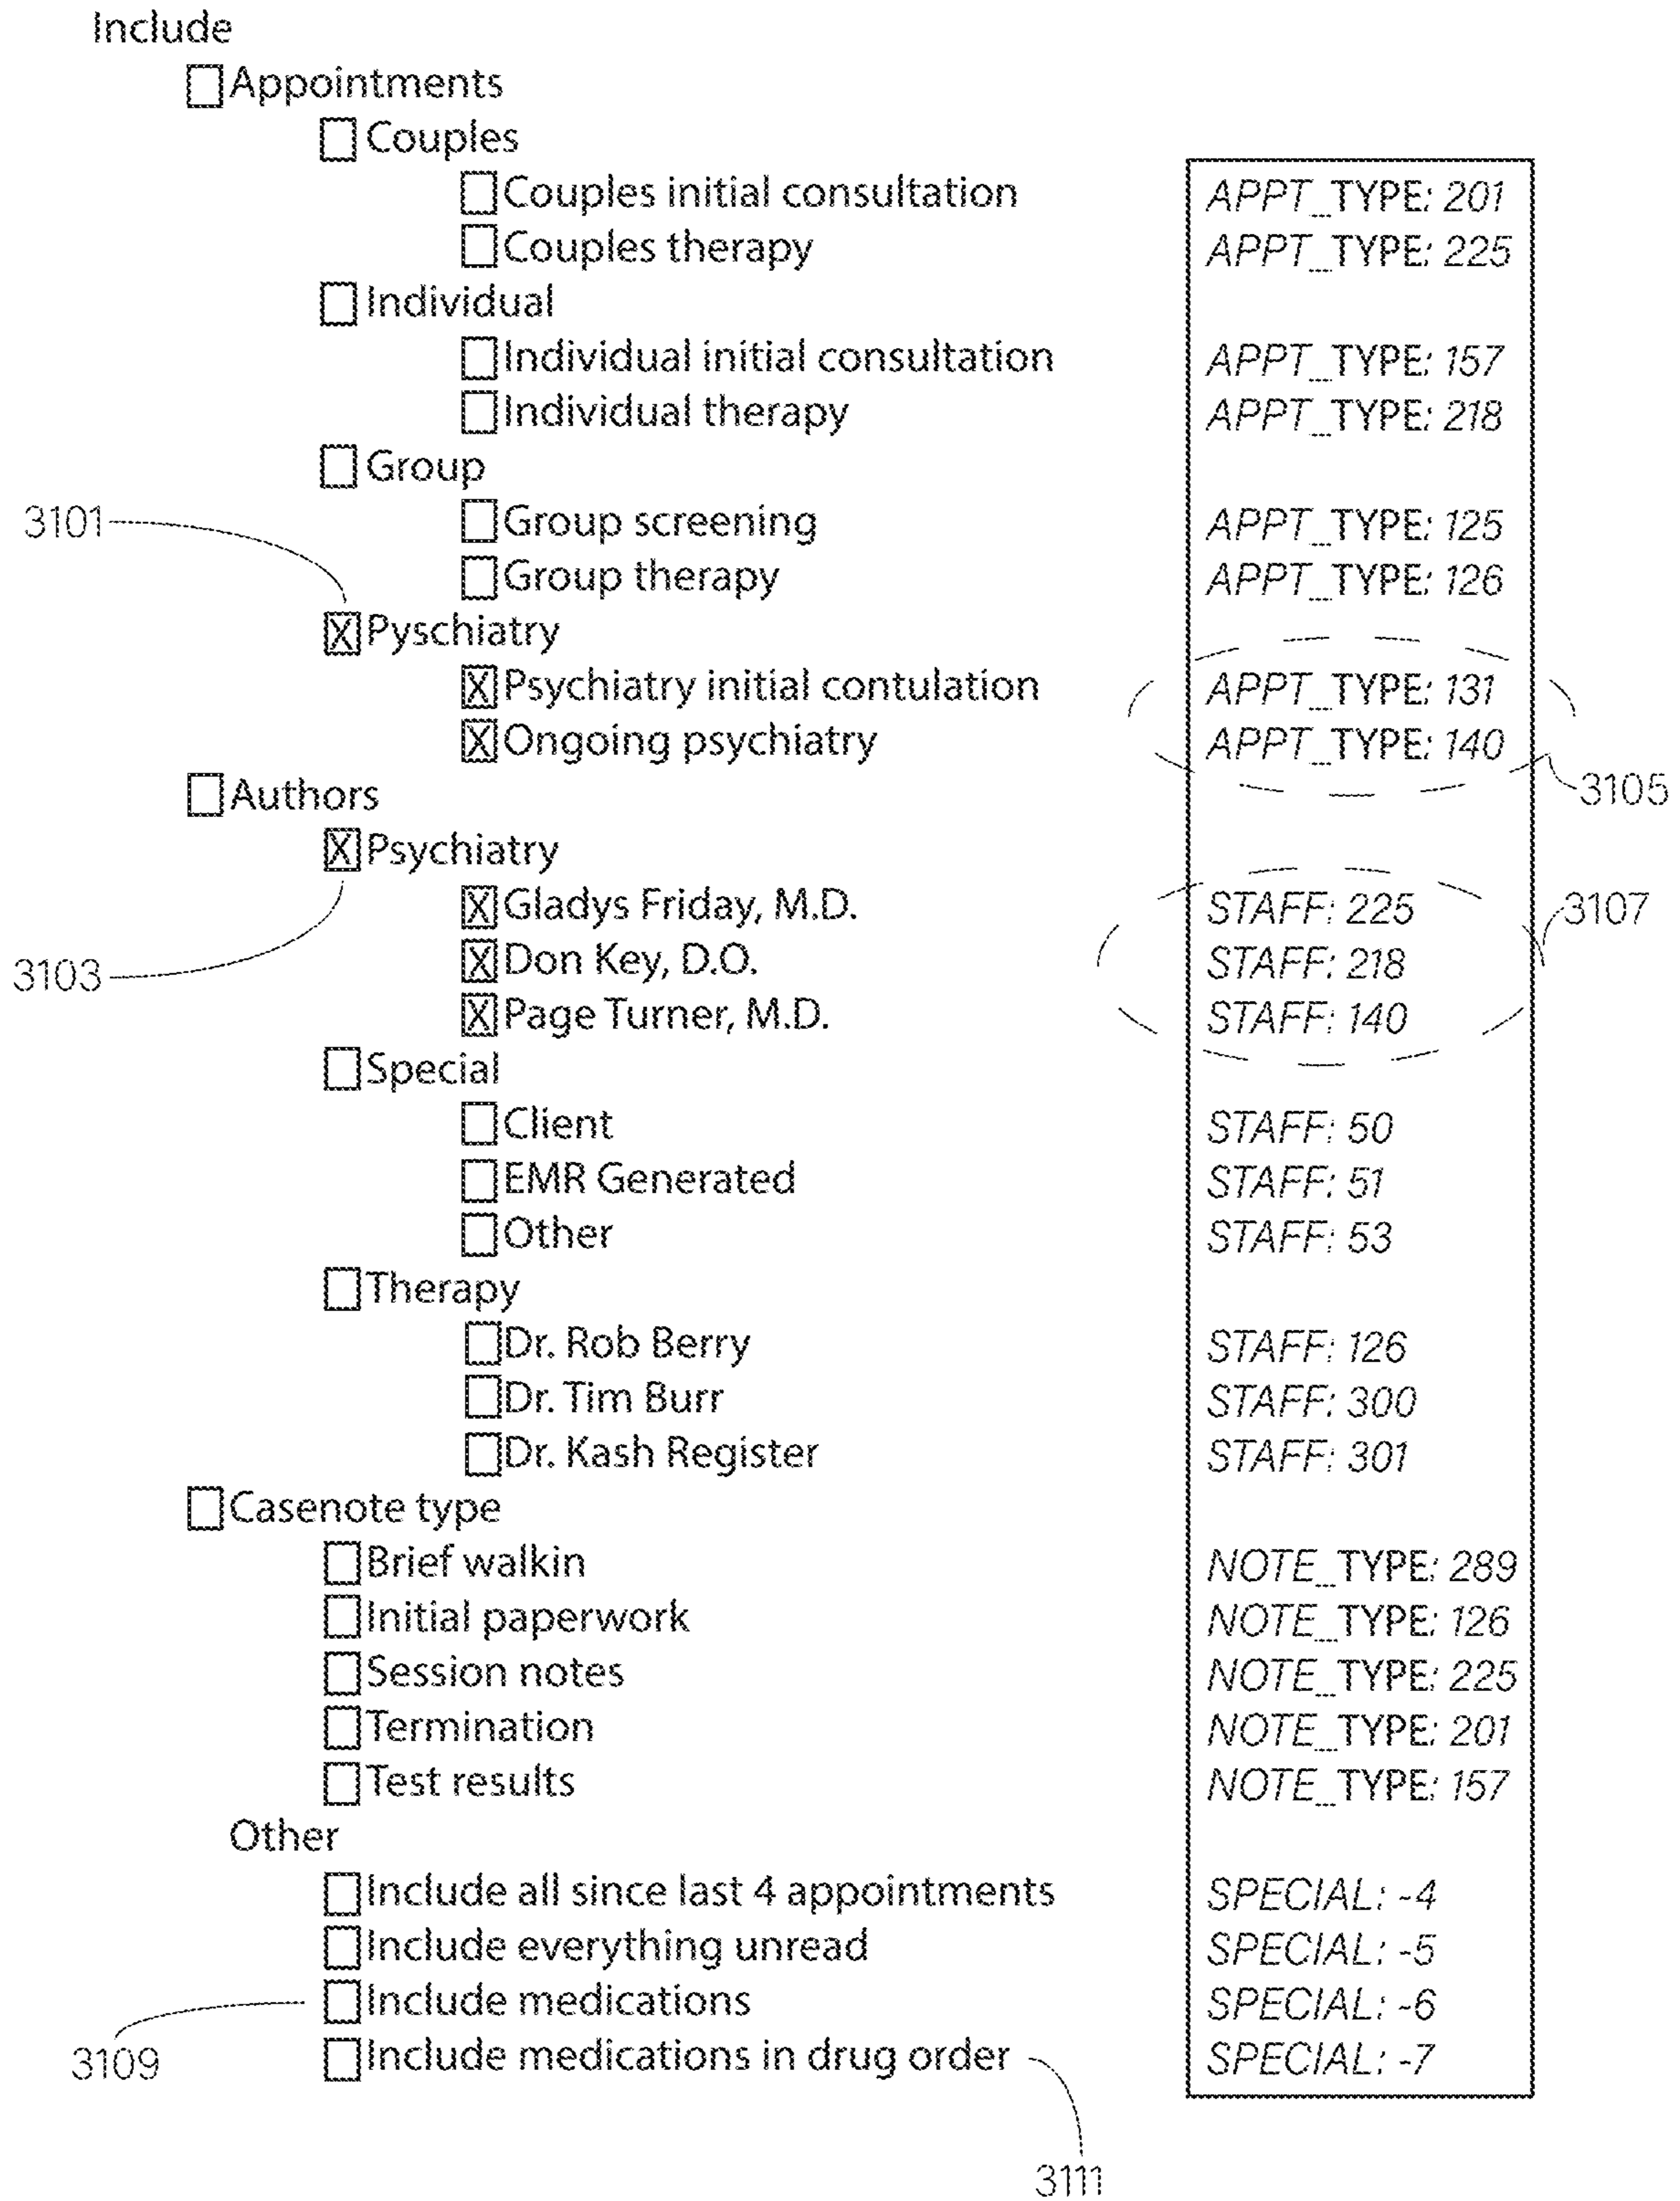 Include
Appointments
Couples
Couples initial consultation APPT_TYPE: 201
Couples therapy APPT_TYPE: 225
Individual
Individual initial consultation APPT_TYPE: 157
Individual therapy APPT_TYPE: 218
Group
3101 Group screening APPT_TYPE: 125
Group therapy APPT_TYPE: 126
X Pyschiatry
X Psychiatry initial contulation APPT_TYPE: 131
X Ongoing psychiatry APPT_TYPE: 140
3105
Authors
X Psychiatry
X Gladys Friday, M.D. STAFF: 225 3107
3103 X Don Key, D.O. STAFF: 218
X Page Turner, M.D. STAFF: 140
Special
Client STAFF: 50
EMR Generated STAFF: 51
Other STAFF: 53
Therapy
Dr. Rob Berry STAFF: 126
Dr. Tim Burr STAFF: 300
Dr. Kash Register STAFF: 301
Casenote type
Brief walkin NOTE_TYPE: 289
Initial paperwork NOTE_TYPE: 126
Session notes NOTE_TYPE: 225
Termination NOTE_TYPE: 201
Test results NOTE_TYPE: 157
Other
Include all since last 4 appointments SPECIAL: -4
Include everything unread SPECIAL: -5
Include medications SPECIAL: -6
3109 Include medications in drug order SPECIAL: -7
3111